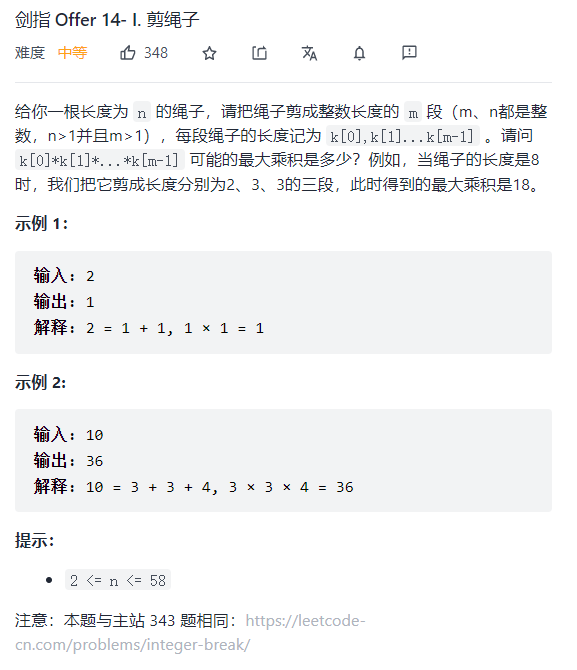 剑指 Offer 14- I. 剪绳子
难度 中等 348
给你一根长度为 n 的绳子，请把绳子剪成整数长度的 m 段（m、n都是整
数，n>1并且m>1），每段绳子的长度记为 k[0],k[1]...k[m-1] 。请问
k[0]*k[1]*...*k[m-1] 可能的最大乘积是多少？例如，当绳子的长度是8
时，我们把它剪成长度分别为2、3、3的三段，此时得到的最大乘积是18。
示例 1：
输入: 2
输出: 1
解释: 2 = 1 + 1, 1 × 1 = 1
示例 2:
输入: 10
输出: 36
解释: 10 = 3 + 3 + 4, 3 × 3 × 4 = 36
提示：
2 <= n <= 58
注意：本题与主站 343 题相同：https://leetcode-
cn.com/problems/integer-break/